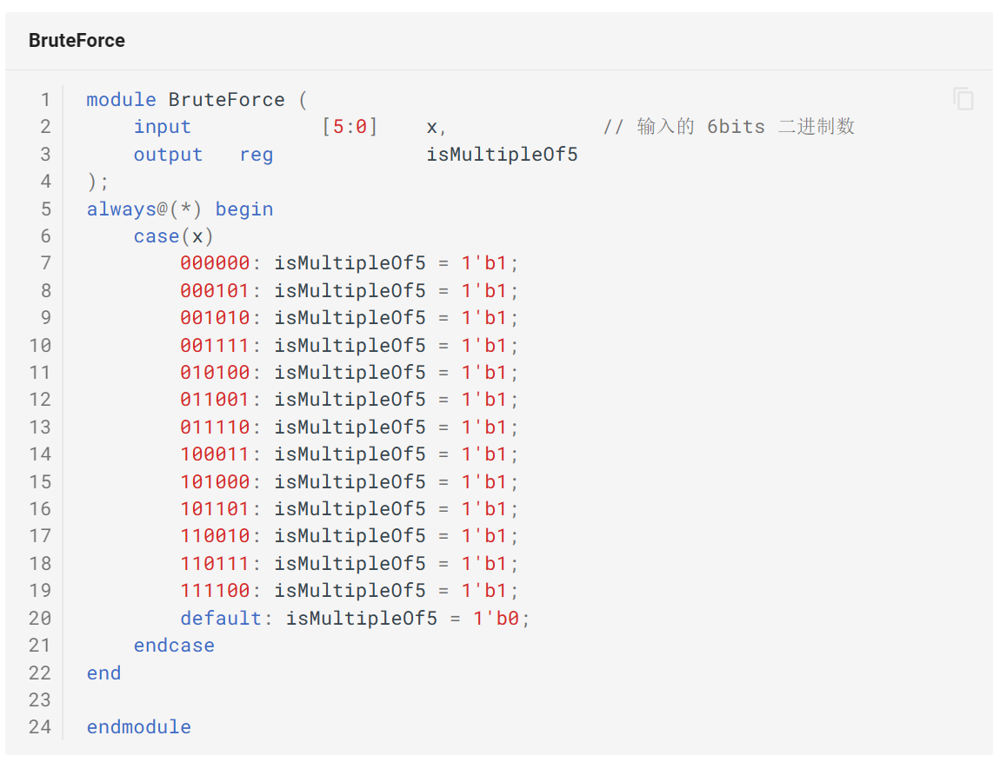 BruteForce
1 module BruteForce (
2 input [5:0] x, // 输入的 6bits 二进制数
3 output reg isMultipleOf5
4 );
5 always@(*) begin
6 case(x)
7 000000: isMultipleOf5 = 1'b1;
8 000101: isMultipleOf5 = 1'b1;
9 001010: isMultipleOf5 = 1'b1;
10 001111: isMultipleOf5 = 1'b1;
11 010100: isMultipleOf5 = 1'b1;
12 011001: isMultipleOf5 = 1'b1;
13 011110: isMultipleOf5 = 1'b1;
14 100011: isMultipleOf5 = 1'b1;
15 101000: isMultipleOf5 = 1'b1;
16 101101: isMultipleOf5 = 1'b1;
17 110010: isMultipleOf5 = 1'b1;
18 110111: isMultipleOf5 = 1'b1;
19 111100: isMultipleOf5 = 1'b1;
20 default: isMultipleOf5 = 1'b0;
21 endcase
22 end
23
24 endmodule